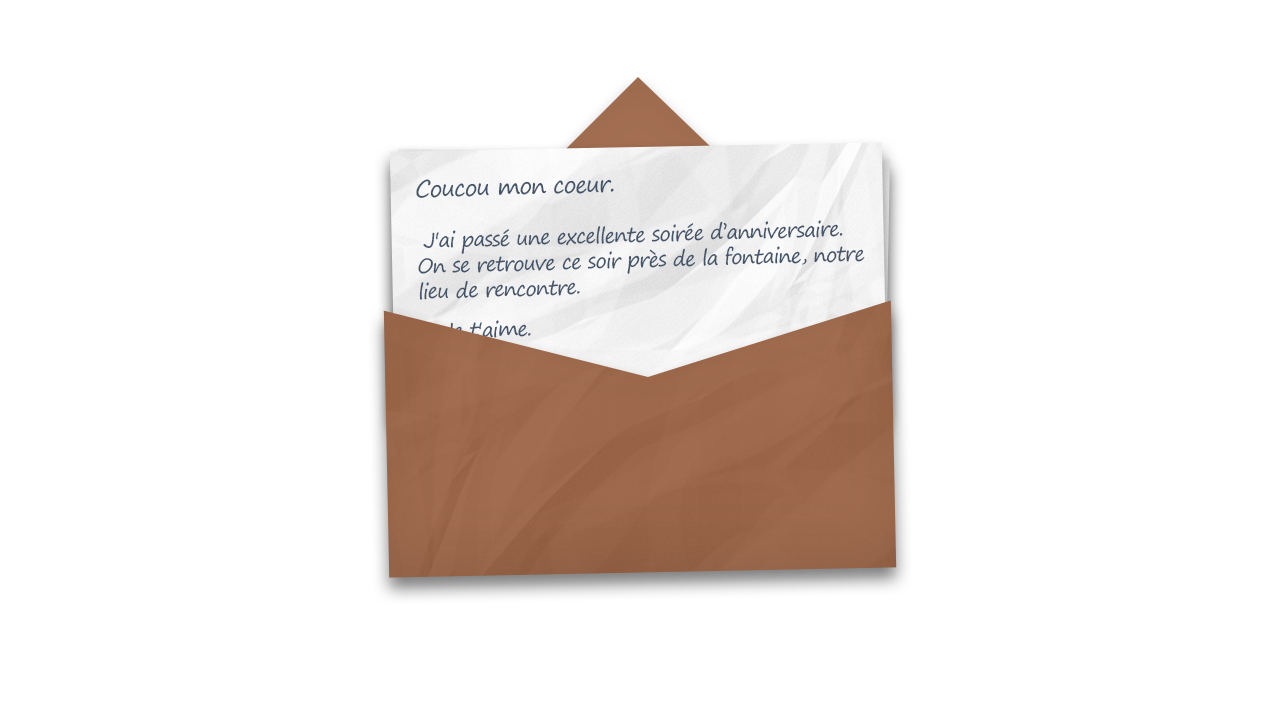 Coucou mon coeur.
J'ai passé une excellente soirée d’anniversaire.
On se retrouve ce soir près de la fontaine, notre
lieu de rencontre.
Je t'aime.